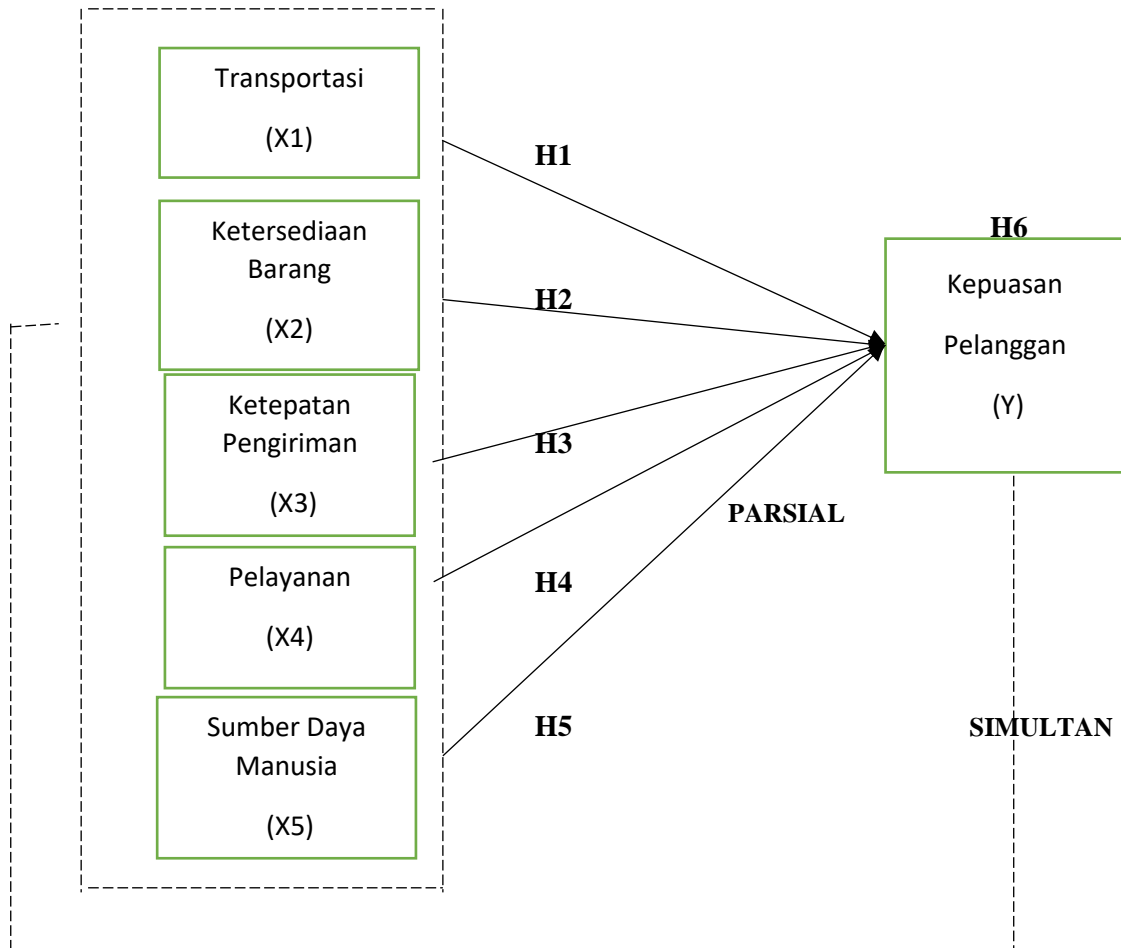 Transportasi
(X1)
Ketersediaan
Barang
(X2)
Ketepatan
Pengiriman
(X3)
Pelayanan
(X4)
Sumber Daya
Manusia
(X5)
H1
H2
H3
H4
H5
PARSIAL
H6
Kepuasan
Pelanggan
(Y)
SIMULTAN